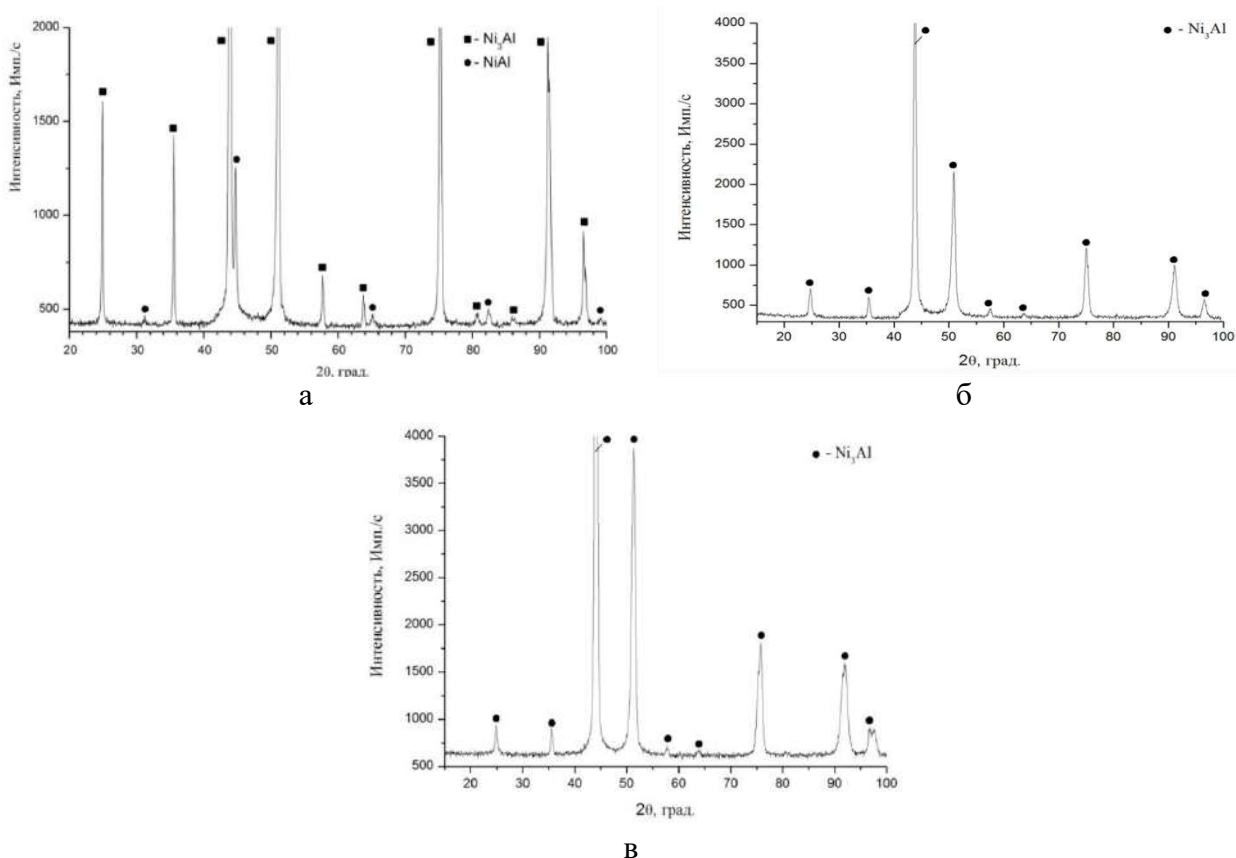 2000
1500
1000
500
20 30 40 50 60 70 80 90 100
Интенсивность, Имп./с
2θ, град.
■ - Ni3Al
● - NiAl
а
4000
3500
3000
2500
2000
1500
1000
500
20 30 40 50 60 70 80 90 100
Интенсивность, Имп./с
2θ, град.
● - Ni3Al
б
4000
3500
3000
2500
2000
1500
1000
500
20 30 40 50 60 70 80 90 100
Интенсивность, Имп./с
2θ, град.
● - Ni3Al
в